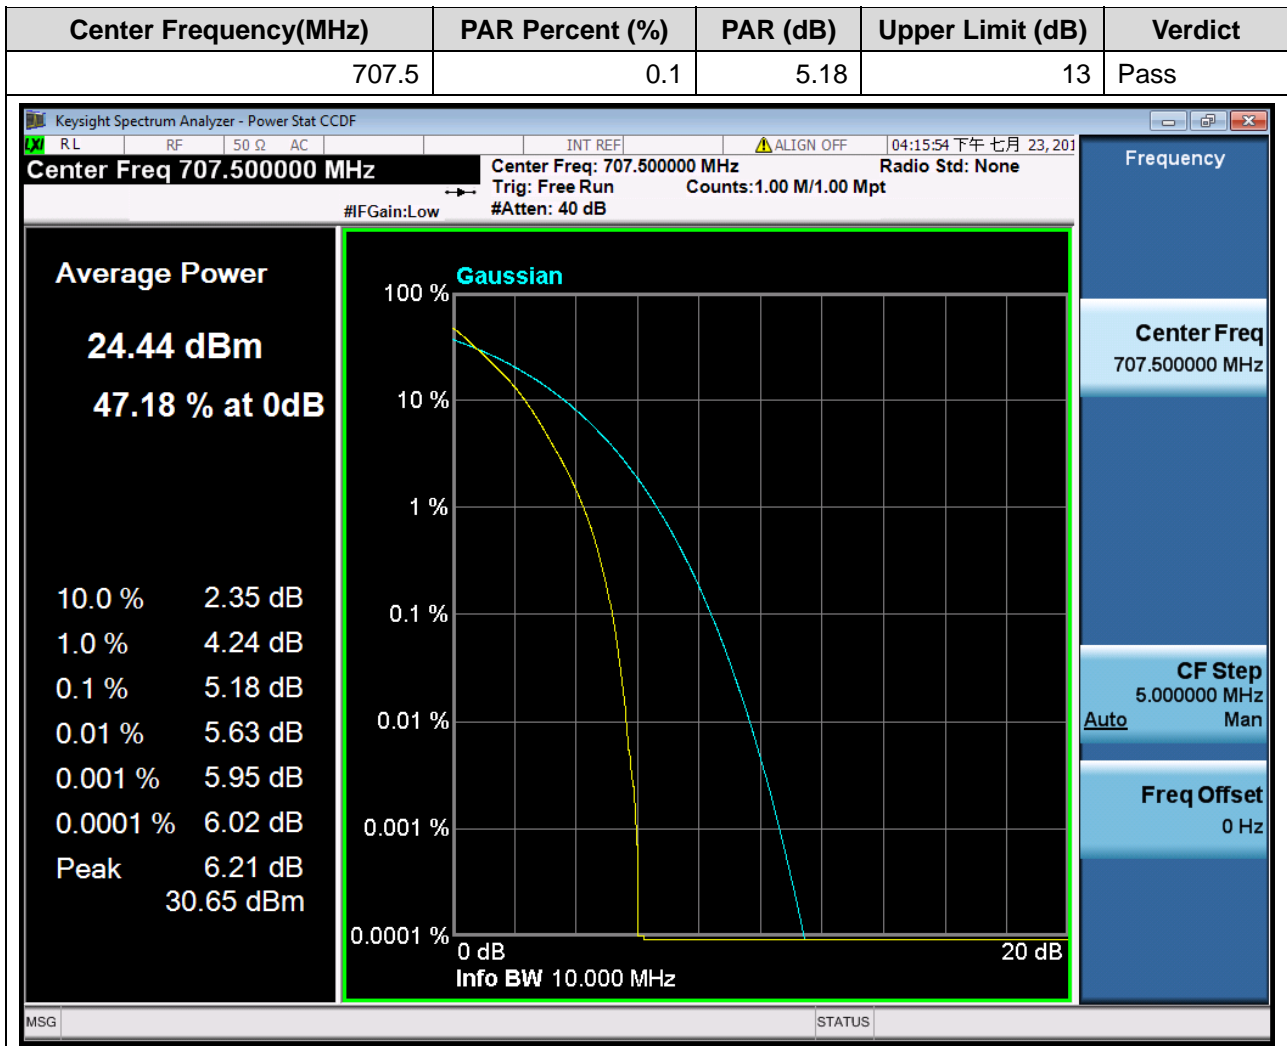 Center Frequency(MHz) PAR Percent (%) PAR (dB) Upper Limit (dB) Verdict
707.5 0.1 5.18 13 Pass
Keysight Spectrum Analyzer - Power Stat CCDF
LXI RL RF 50 Ω AC INT REF ALIGN OFF 04:15:54 下午 七月 23, 201
Center Freq 707.500000 MHz
Center Freq: 707.500000 MHz Radio Std: None
Trig: Free Run Counts:1.00 M/1.00 Mpt
#IFGain:Low #Atten: 40 dB
Average Power
24.44 dBm
47.18 % at 0dB
10.0 % 2.35 dB
1.0 % 4.24 dB
0.1 % 5.18 dB
0.01 % 5.63 dB
0.001 % 5.95 dB
0.0001 % 6.02 dB
Peak 6.21 dB
30.65 dBm
Gaussian
100 %
10 %
1 %
0.1 %
0.01 %
0.001 %
0.0001 %
0 dB 20 dB
Info BW 10.000 MHz
Frequency
Center Freq
707.500000 MHz
CF Step
5.000000 MHz
Auto Man
Freq Offset
0 Hz
MSG STATUS